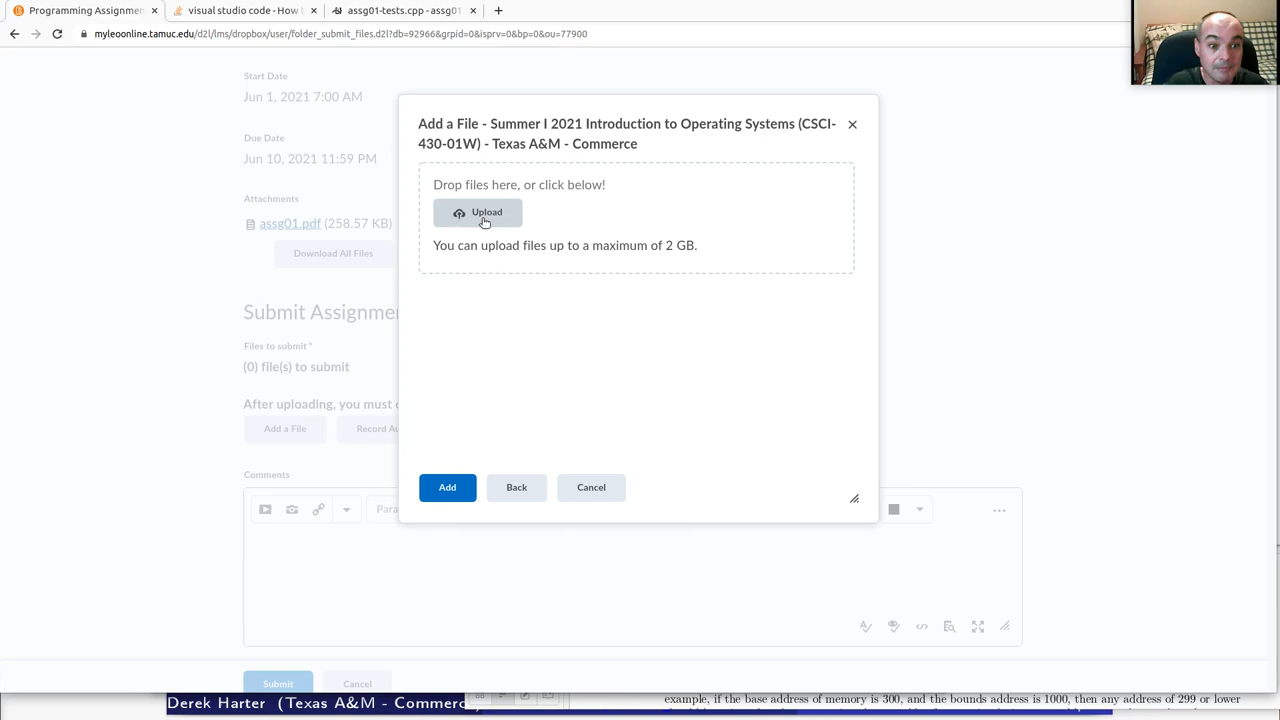 Programming Assignmen
visual studio code - How t
assg01-tests.cpp - assg01
myleoonline.tamuc.edu/d2l/lms/dropbox/user/folder_submit_files.d2l?db=92966&grpid=0&isprv=0&bp=0&ou=77900
Start Date
Jun 1, 2021 7:00 AM
Due Date
Jun 10, 2021 11:59 PM
Attachments
assg01.pdf (258.57 KB)
Download All Files
Submit Assignme
Files to submit *
(0) file(s) to submit
After uploading, you must c
Add a File
Record Au
Comments
Para
Submit
Cancel
Add a File - Summer I 2021 Introduction to Operating Systems (CSCI-
430-01W) - Texas A&M - Commerce
Drop files here, or click below!
Upload
You can upload files up to a maximum of 2 GB.
Add
Back
Cancel
Derek Harter (Texas A&M - Commerc
example, if the base address of memory is 300, and the bounds address is 1000, then any address of 299 or lower